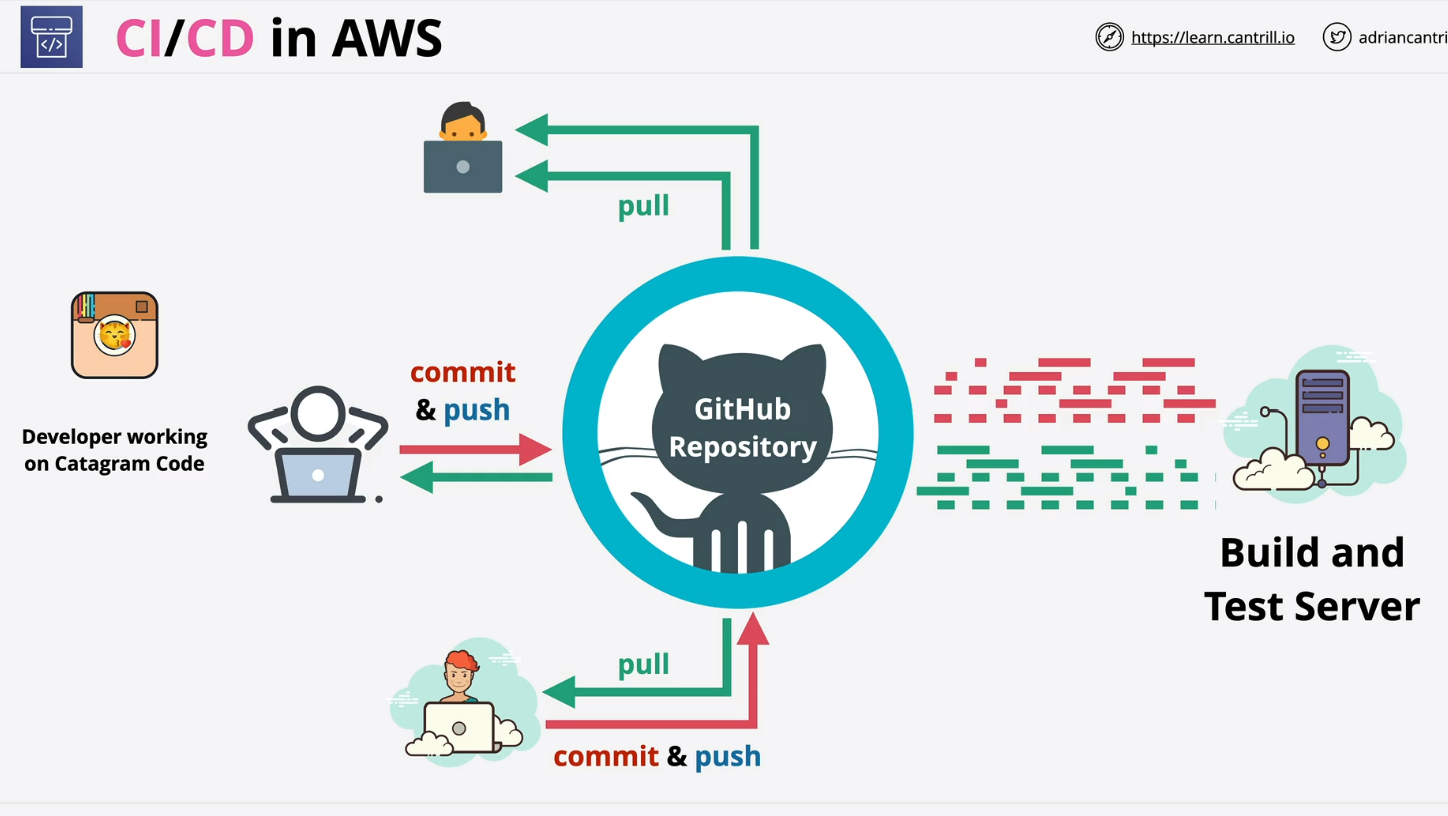 CI/CD in AWS
https://learn.cantrill.io
adriancantri
pull
commit
& push
GitHub
Repository
Developer working
on Catagram Code
Build and
Test Server
pull
commit & push